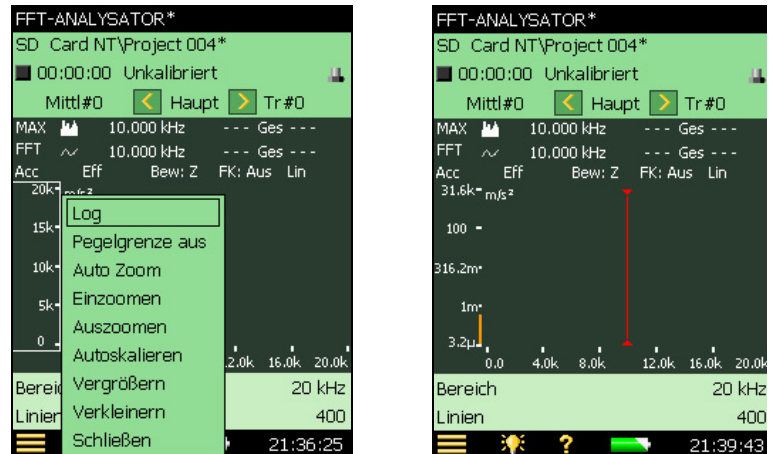 FFT-ANALYSATOR*
SD Card NT\Project 004*
00:00:00 Unkalibriert
Mittl#0 < Haupt > Tr#0
MAX 10.000 kHz --- Ges ---
FFT 10.000 kHz --- Ges ---
Acc Eff Bew: Z FK: Aus Lin
20k m/s²
15k
10k
5k
0
Log
Pegelgrenze aus
Auto Zoom
Einzoomen
Auszoomen
Autoskalieren
Vergrößern
Verkleinern
Schließen
2.0k 16.0k 20.0k
Bereic 20 kHz
Linier 400
21:36:25
FFT-ANALYSATOR*
SD Card NT\Project 004*
00:00:00 Unkalibriert
Mittl#0 < Haupt > Tr#0
MAX 10.000 kHz --- Ges ---
FFT 10.000 kHz --- Ges ---
Acc Eff Bew: Z FK: Aus Lin
31.6k m/s²
100
316.2m
1m
3.2µ
0.0 4.0k 8.0k 12.0k 16.0k 20.0k
Bereich 20 kHz
Linien 400
? 21:39:43